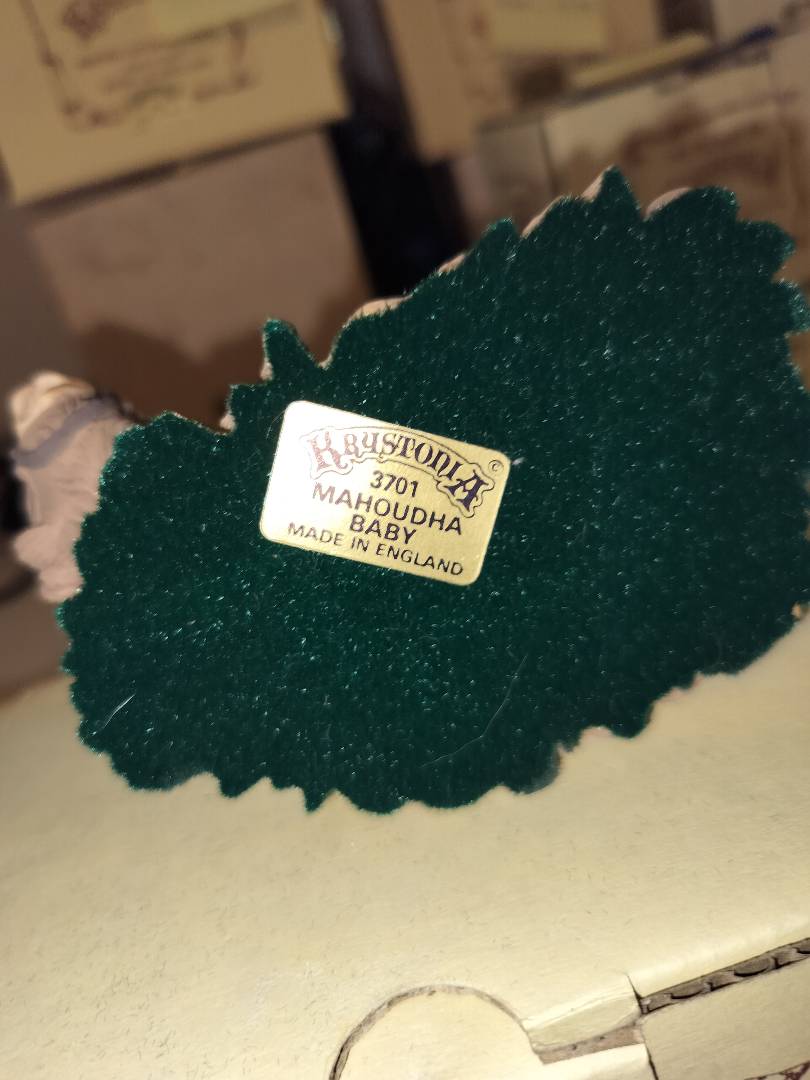 KRYSTONIA ©
3701
MAHOUDHA
BABY
MADE IN ENGLAND